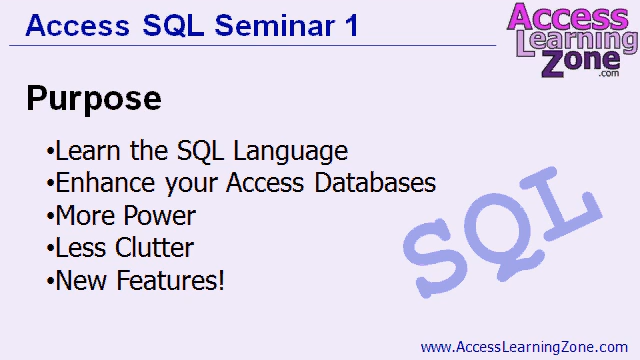 Access SQL Seminar 1
Access
Learning
Zone
.com
Purpose
•Learn the SQL Language
•Enhance your Access Databases
•More Power
•Less Clutter
•New Features!
SQL
www.AccessLearningZone.com